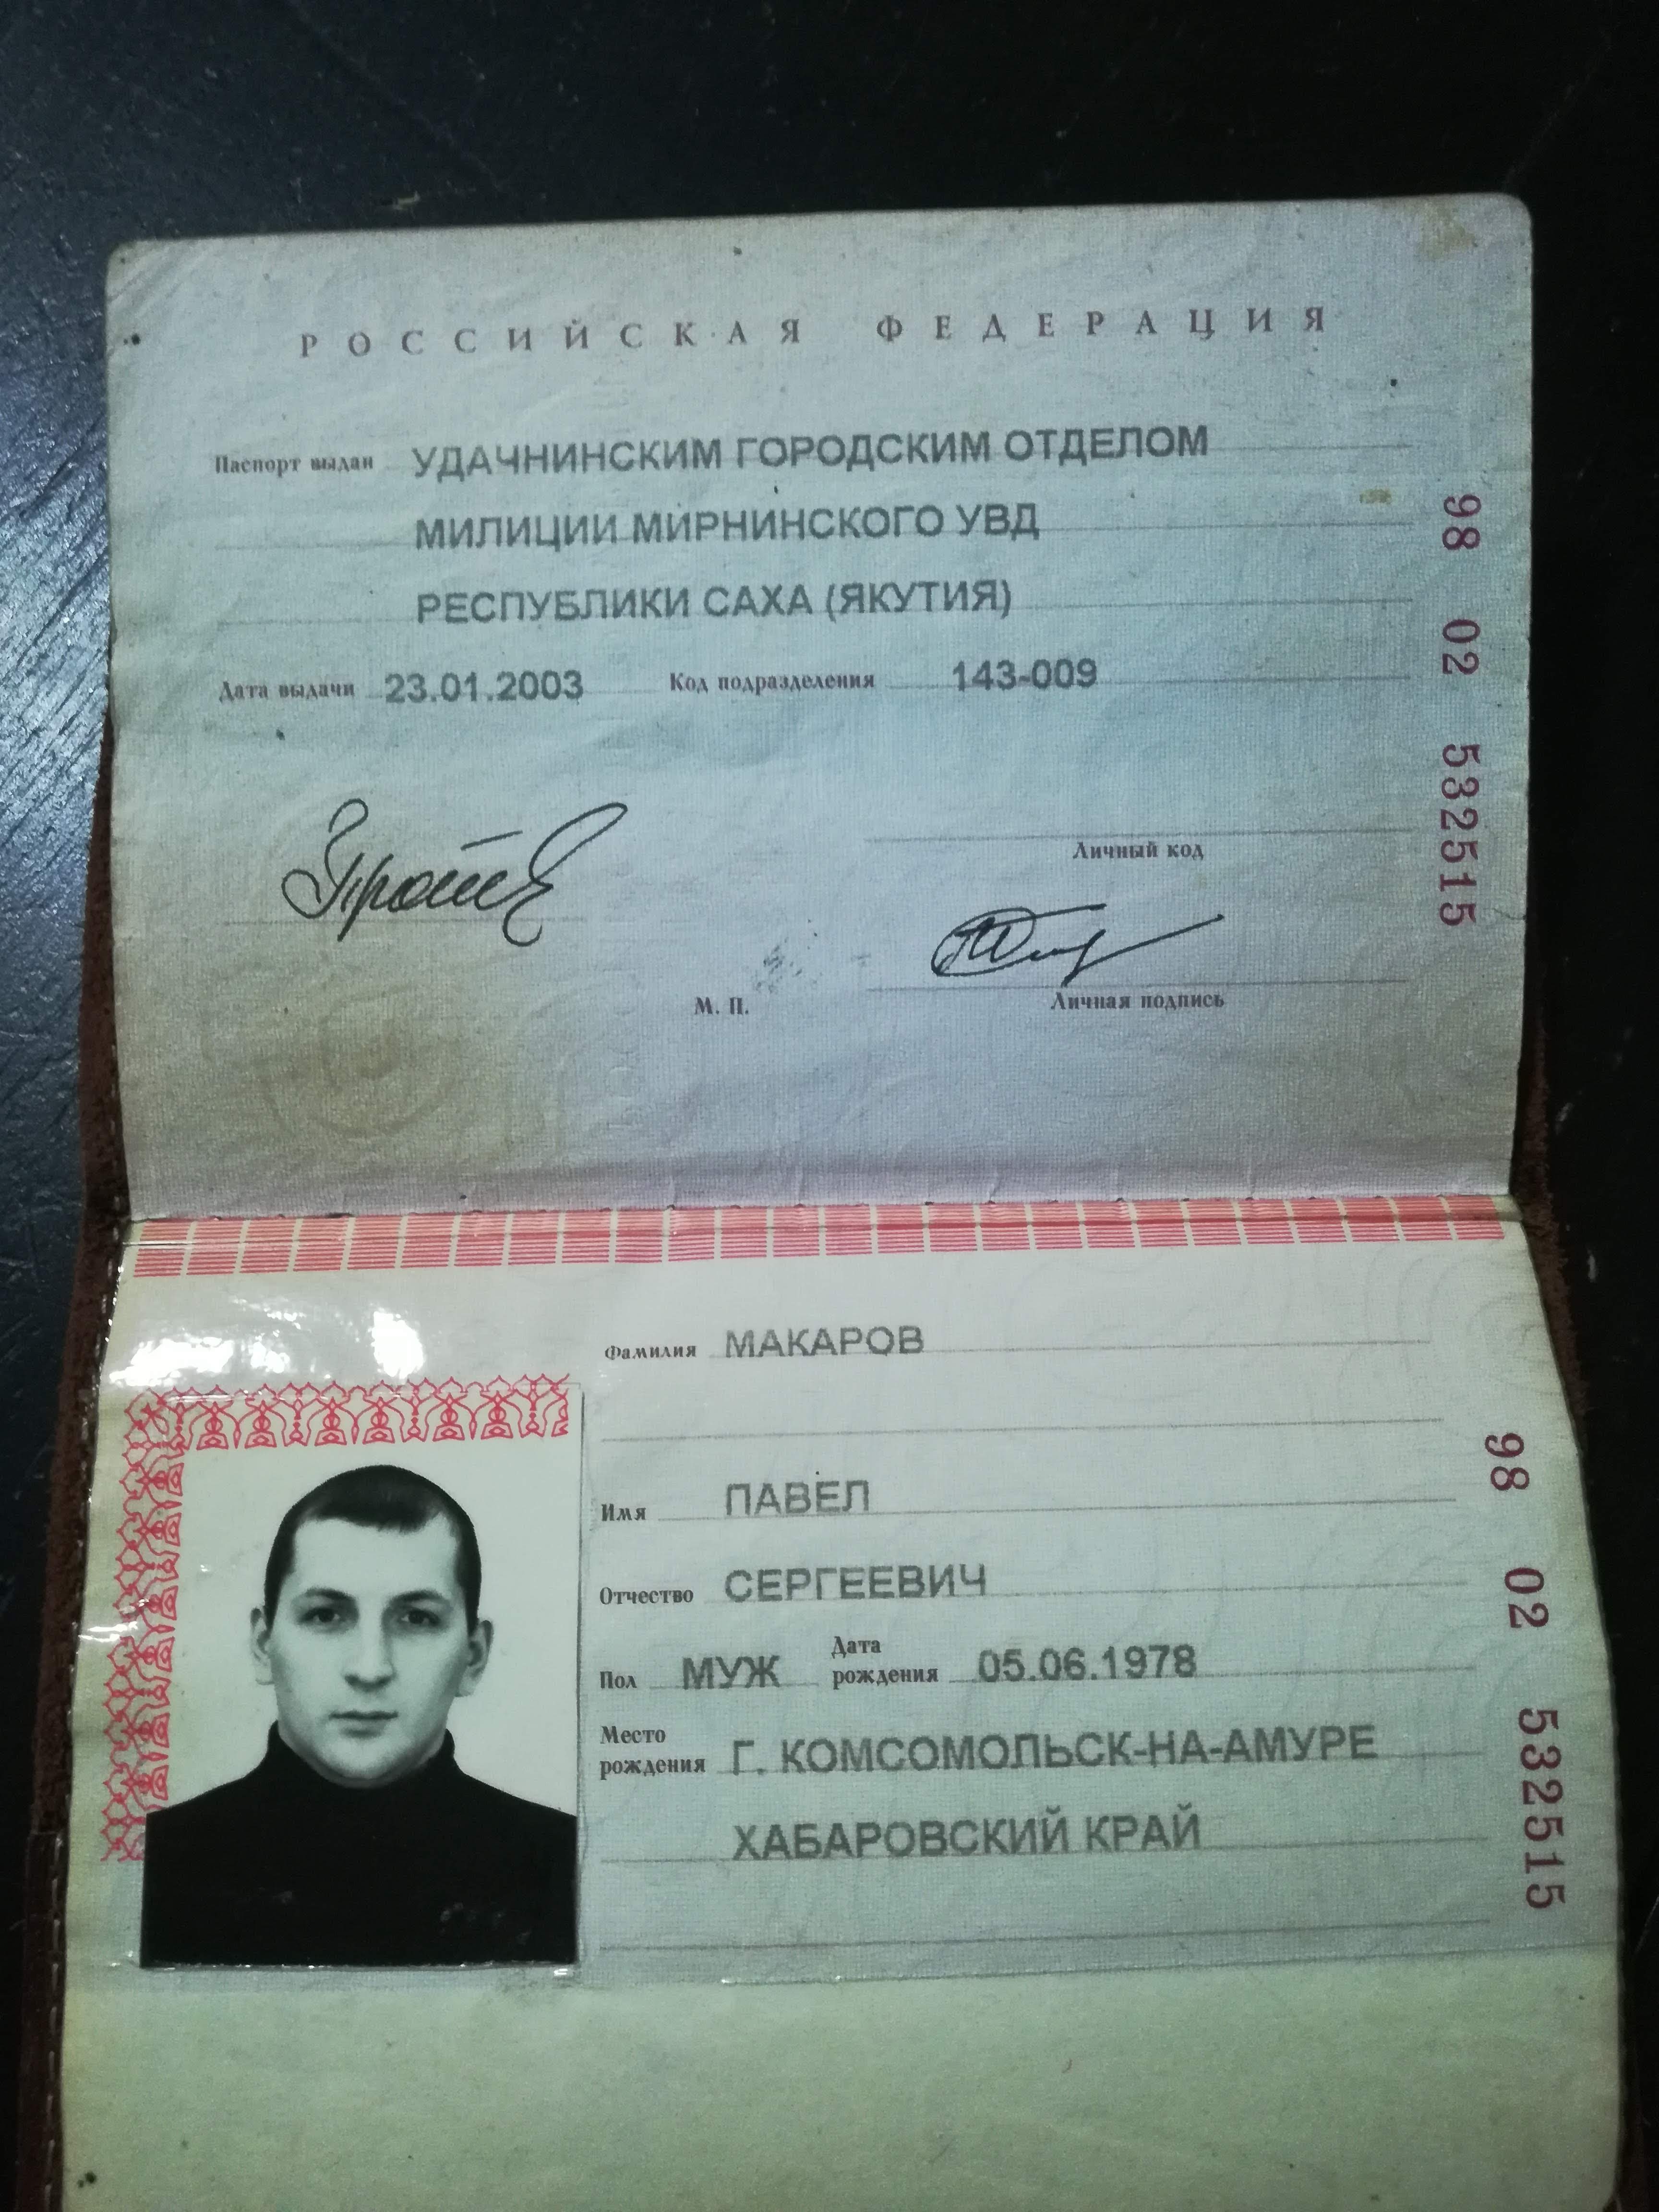 РОССИЙСКАЯ ФЕДЕРАЦИЯ
Паспорт выдан УДАЧНИНСКИМ ГОРОДСКИМ ОТДЕЛОМ
МИЛИЦИИ МИРНИНСКОГО УВД
РЕСПУБЛИКИ САХА (ЯКУТИЯ)
Дата выдачи 23.01.2003 Код подразделения 143-009
Личный код
М. П.
Личная подпись
98 02 532515
Фамилия МАКАРОВ
Имя ПАВЕЛ
Отчество СЕРГЕЕВИЧ
Пол МУЖ Дата рождения 05.06.1978
Место рождения Г. КОМСОМОЛЬСК-НА-АМУРЕ
ХАБАРОВСКИЙ КРАЙ
98 02 532515